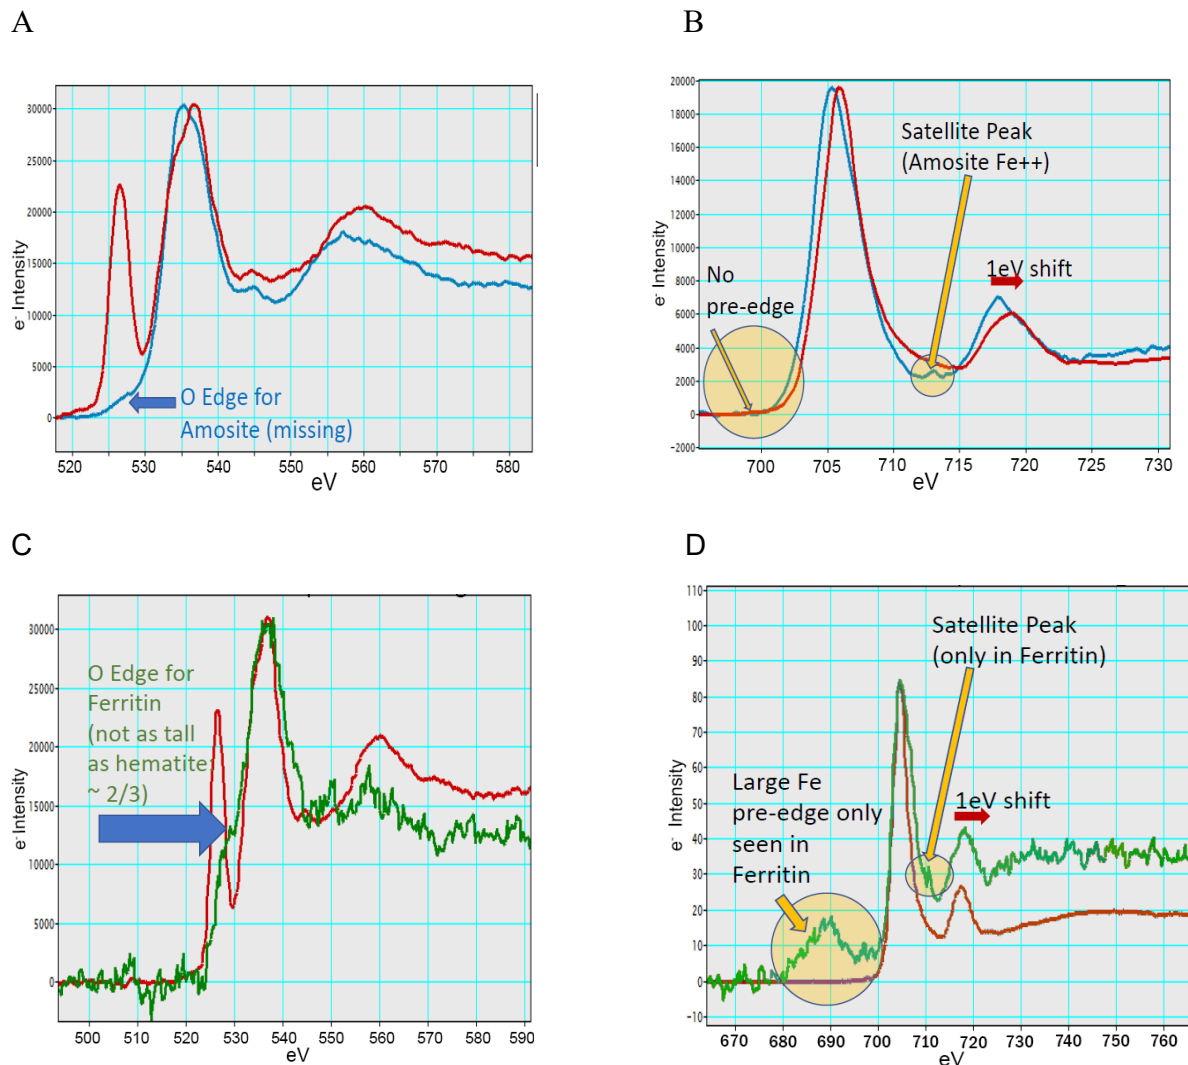 A
B
30000
25000
20000
15000
10000
5000
0
e⁻ Intensity
O Edge for
Amosite (missing)
520
530
540
550
560
570
580
eV
20000
18000
16000
14000
12000
10000
8000
6000
4000
2000
0
-2000
e⁻ Intensity
Satellite Peak
(Amosite Fe++)
No
pre-edge
1eV shift
700
705
710
715
720
725
730
eV
C
D
30000
25000
20000
15000
10000
5000
0
e⁻ Intensity
O Edge for
Ferritin
(not as tall
as hematite
~ 2/3)
500
510
520
530
540
550
560
570
580
590
eV
110
100
90
80
70
60
50
40
30
20
10
0
-10
e⁻ Intensity
Satellite Peak
(only in Ferritin)
Large Fe
pre-edge only
seen in
Ferritin
1eV shift
670
680
690
700
710
720
730
740
750
760
eV